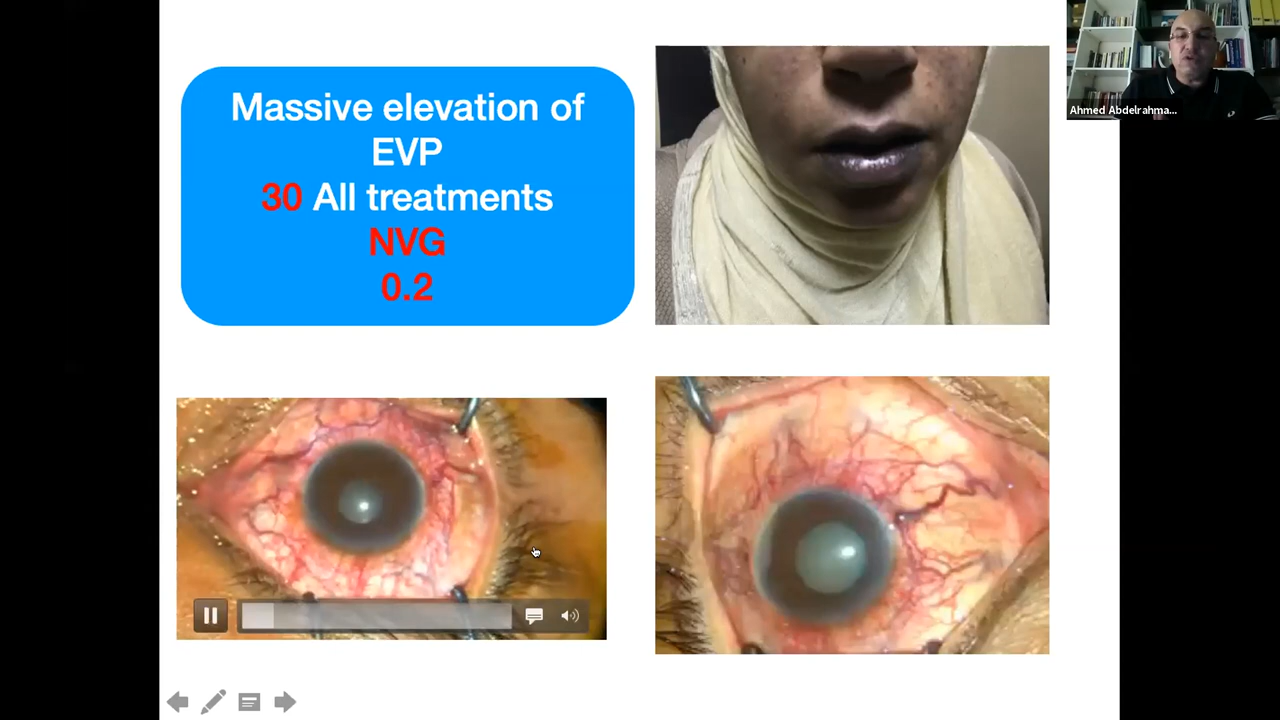 Massive elevation of
EVP
30 All treatments
NVG
0.2
Ahmed Abdelrahma...